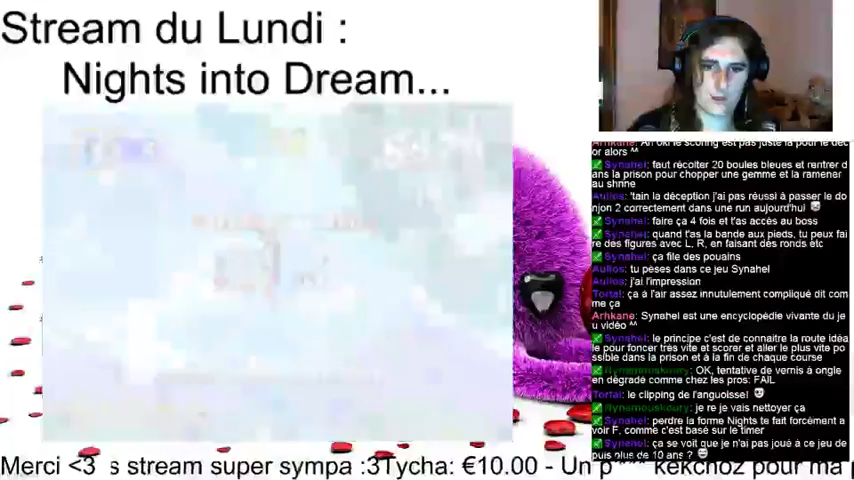 Stream du Lundi :
Nights into Dream...
Arhkane: Ah ok! le scoring est pas juste là pour le déc
or alors ^^
Synahel: faut récolter 20 boules bleues et rentrer d
ans la prison pour chopper une gemme et la ramener
au shrine
Aulios: 'tain la déception j'ai pas réussi à passer le do
njon 2 correctement dans une run aujourd'hui
Synahel: faire ça 4 fois et t'as accès au boss
Synahel: quand t'as la bande aux pieds, tu peux fai
re des figures avec L, R, en faisant des ronds etc
Synahel: ça file des pouains
Aulios: tu pèses dans ce jeu Synahel
Aulios: j'ai l'impression
Tortal: ça à l'air assez innutulement compliqué dit com
me ça
Arhkane: Synahel est une encyclopédie vivante du je
u vidéo ^^
Synahel: le principe c'est de connaitre la route idéa
le pour foncer très vite et scorer et aller le plus vite po
ssible dans la prison et à la fin de chaque course
OK, tentative de vernis à ongle
en dégradé comme chez les pros: FAIL
Tortal: le clipping de l'anguoisse!
je re je vais nettoyer ça
Synahel: perdre la forme Nights te fait forcément a
voir F, comme c'est basé sur le timer
Synahel: ça se voit que je n'ai pas joué à ce jeu de
puis plus de 10 ans ?
Merci <3 s stream super sympa :3Tycha: €10.00 - Un p'*** kekchoz pour ma p